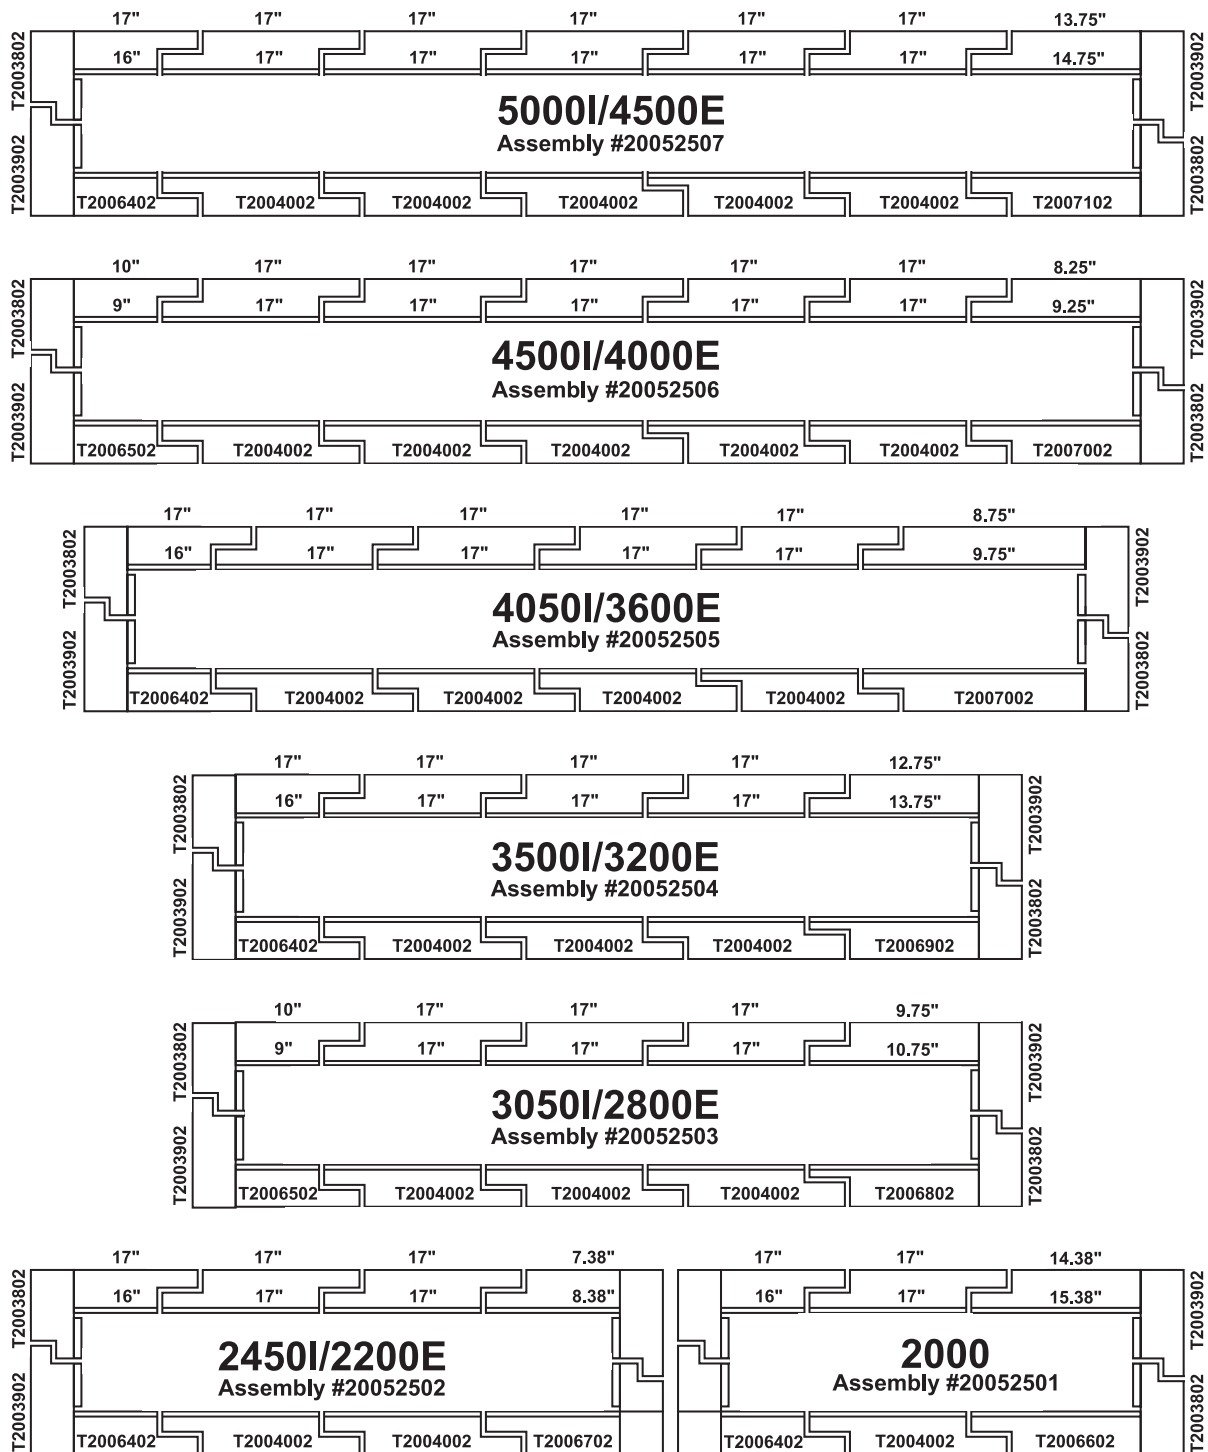 17" 17" 17" 17" 17" 17" 13.75"
T2003802 16" 17" 17" 17" 17" 17" 14.75" T2003902
5000I/4500E
Assembly #20052507
T2003902 T2006402 T2004002 T2004002 T2004002 T2004002 T2004002 T2007102 T2003802
10" 17" 17" 17" 17" 17" 8.25"
T2003802 9" 17" 17" 17" 17" 17" 9.25" T2003902
4500I/4000E
Assembly #20052506
T2003902 T2006502 T2004002 T2004002 T2004002 T2004002 T2004002 T2007002 T2003802
17" 17" 17" 17" 17" 8.75"
T2003802 16" 17" 17" 17" 17" 9.75" T2003902
4050I/3600E
Assembly #20052505
T2003902 T2006402 T2004002 T2004002 T2004002 T2004002 T2007002 T2003802
17" 17" 17" 17" 12.75"
T2003802 16" 17" 17" 17" 13.75" T2003902
3500I/3200E
Assembly #20052504
T2003902 T2006402 T2004002 T2004002 T2004002 T2006902 T2003802
10" 17" 17" 17" 9.75"
T2003802 9" 17" 17" 17" 10.75" T2003902
3050I/2800E
Assembly #20052503
T2003902 T2006502 T2004002 T2004002 T2004002 T2006802 T2003802
17" 17" 17" 7.38"
T2003802 16" 17" 17" 8.38"
2450I/2200E
Assembly #20052502
T2003902 T2006402 T2004002 T2004002 T2006702
17" 17" 14.38"
16" 17" 15.38" T2003902
2000
Assembly #20052501
T2006402 T2004002 T2006602 T2003802